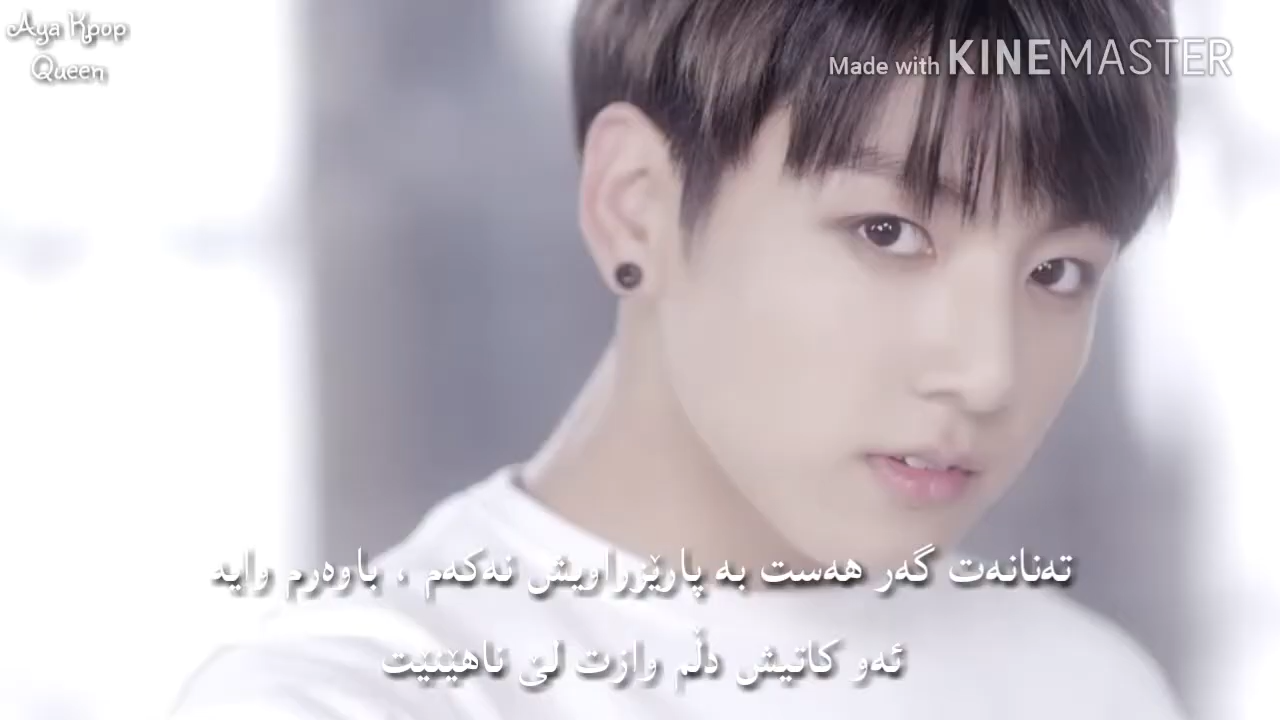 Aya Kpop
Queen
Made with KINEMASTER
تەنانەت گەر هەست بە پارێزراویش نەکەم ، باوەرم وایە
ئەو کاتیش دڵم وازت لێ ناهێنێت